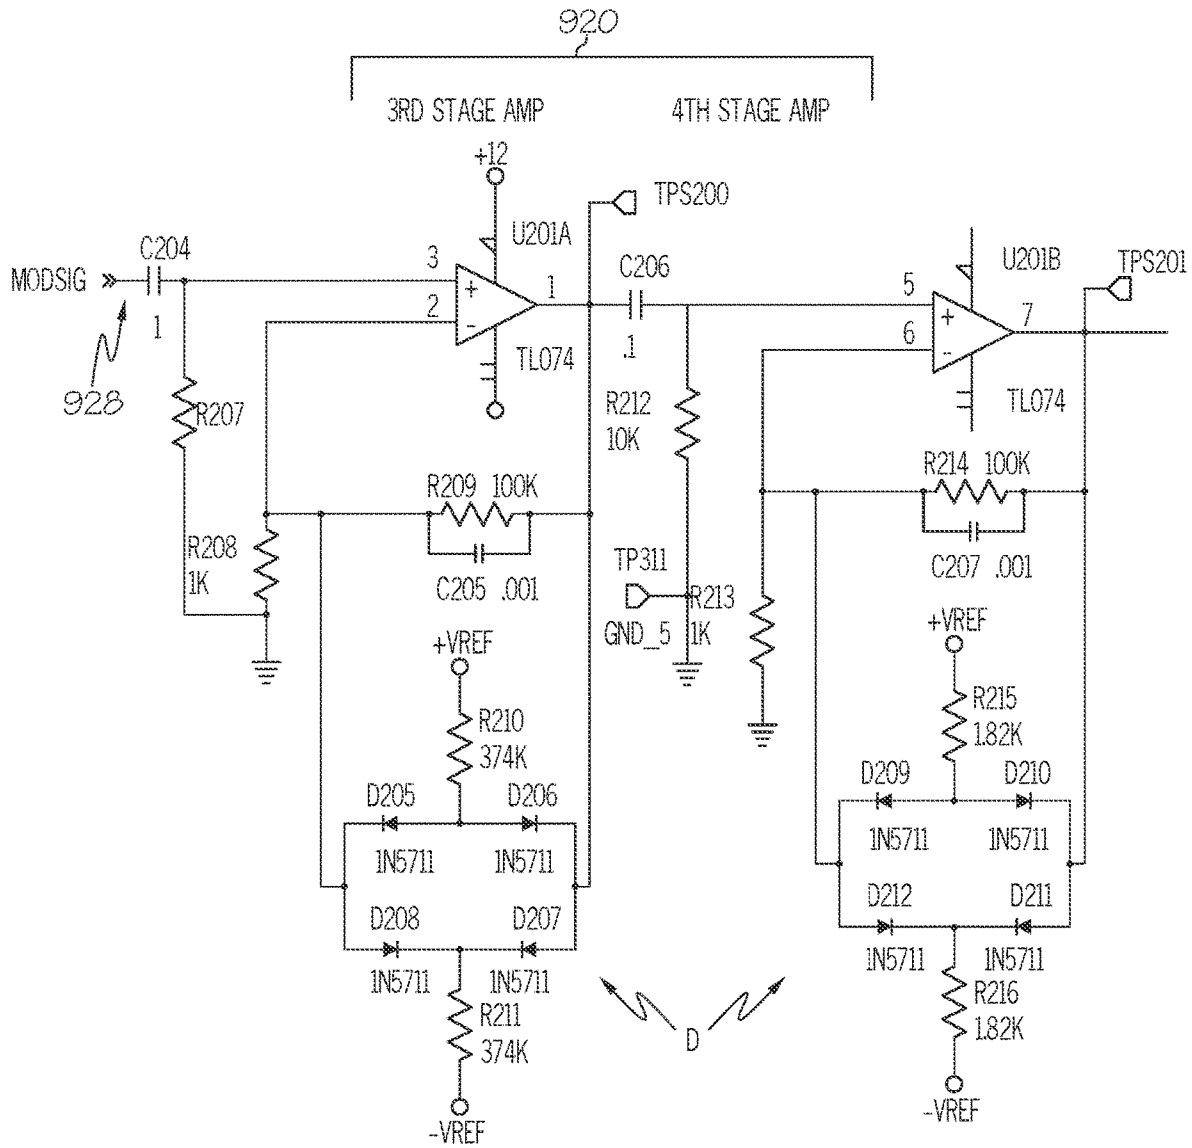 920
3RD STAGE AMP
4TH STAGE AMP
+12
TPS200
U201A
C204
MODSIG
3
2
+
-
1
C206
U201B
TPS201
5
6
+
-
7
1
.1
TL074
928
R207
R212
10K
TL074
R209 100K
R214 100K
R208
1K
C205 .001
TP311
GND_5
R213
1K
C207 .001
+VREF
+VREF
R210
374K
R215
1.82K
D205
D206
D209
D210
1N5711
1N5711
1N5711
1N5711
D208
D207
D212
D211
1N5711
1N5711
1N5711
1N5711
R211
374K
D
R216
1.82K
-VREF
-VREF